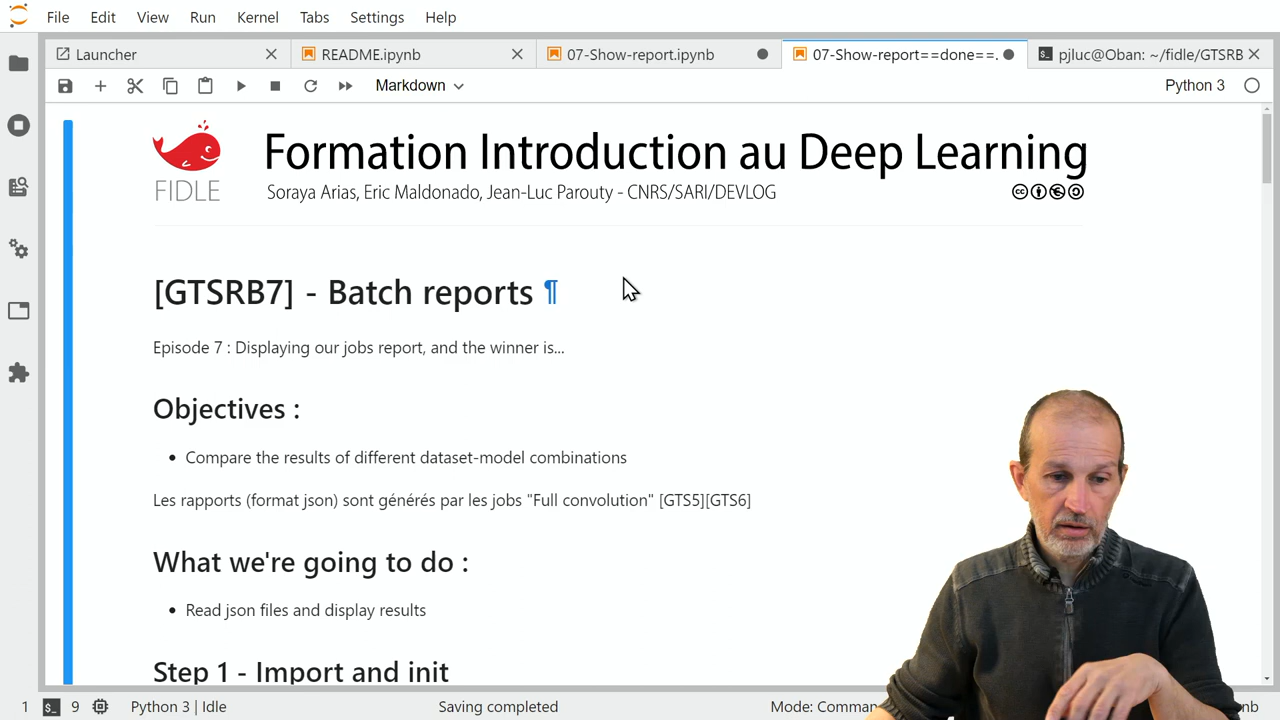 File Edit View Run Kernel Tabs Settings Help
Launcher README.ipynb 07-Show-report.ipynb 07-Show-report==done==. pjluc@Oban: ~/fidle/GTSRB
Markdown Python 3
FIDLE
Formation Introduction au Deep Learning
Soraya Arias, Eric Maldonado, Jean-Luc Parouty - CNRS/SARI/DEVLOG
[GTSRB7] - Batch reports ¶
Episode 7 : Displaying our jobs report, and the winner is...
Objectives :
• Compare the results of different dataset-model combinations
Les rapports (format json) sont générés par les jobs "Full convolution" [GTS5][GTS6]
What we're going to do :
• Read json files and display results
Step 1 - Import and init
1 9 Python 3 | Idle Saving completed Mode: Comman nb